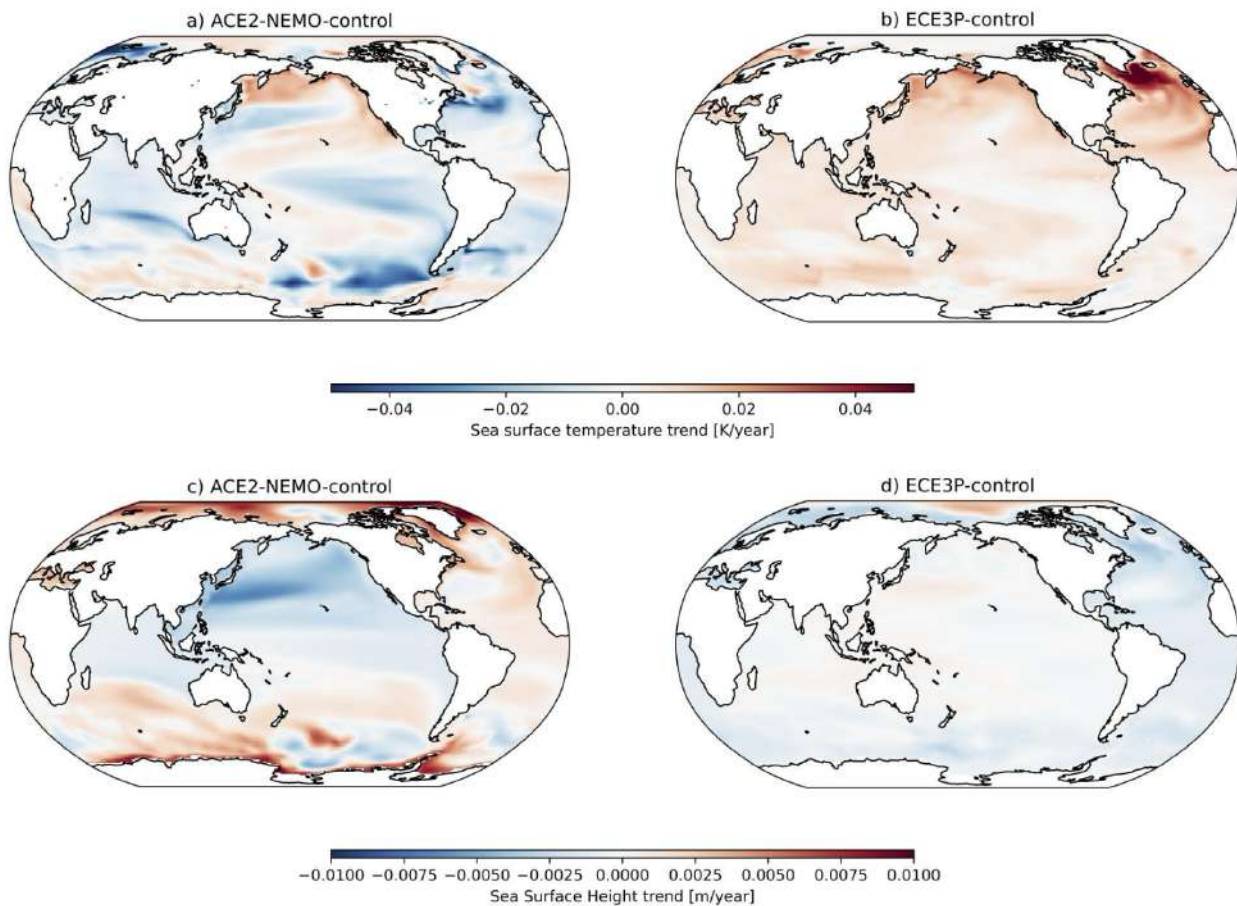 a) ACE2-NEMO-control
b) ECE3P-control
−0.04 −0.02 0.00 0.02 0.04
Sea surface temperature trend [K/year]
c) ACE2-NEMO-control
d) ECE3P-control
−0.0100 −0.0075 −0.0050 −0.0025 0.0000 0.0025 0.0050 0.0075 0.0100
Sea Surface Height trend [m/year]